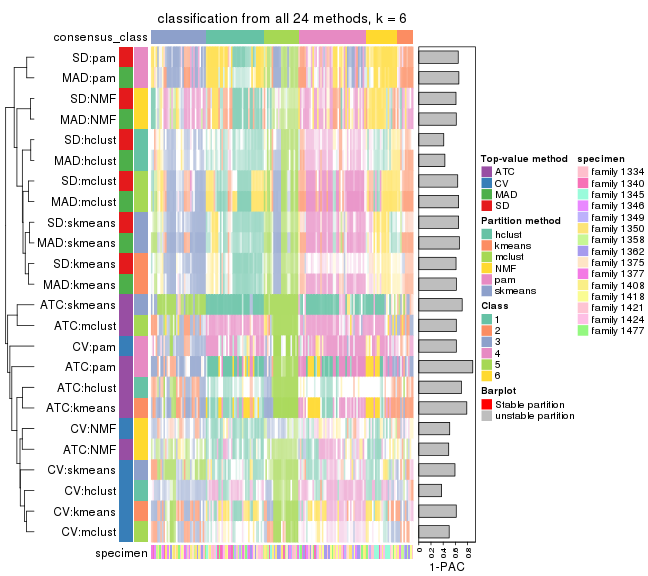 classification from all 24 methods, k = 6
consensus_class
SD:pam
MAD:pam
SD:NMF
MAD:NMF
SD:hclust
MAD:hclust
SD:mclust
MAD:mclust
SD:skmeans
MAD:skmeans
SD:kmeans
MAD:kmeans
ATC:skmeans
ATC:mclust
CV:pam
ATC:pam
ATC:hclust
ATC:kmeans
CV:NMF
ATC:NMF
CV:skmeans
CV:hclust
CV:kmeans
CV:mclust
specimen
0 0.2 0.4 0.6 0.8
1-PAC
Top-value method
ATC
CV
MAD
SD
Partition method
hclust
kmeans
mclust
NMF
pam
skmeans
Class
1
2
3
4
5
6
Barplot
Stable partition
unstable partition
specimen
family 1334
family 1340
family 1345
family 1346
family 1349
family 1350
family 1358
family 1362
family 1375
family 1377
family 1408
family 1418
family 1421
family 1424
family 1477